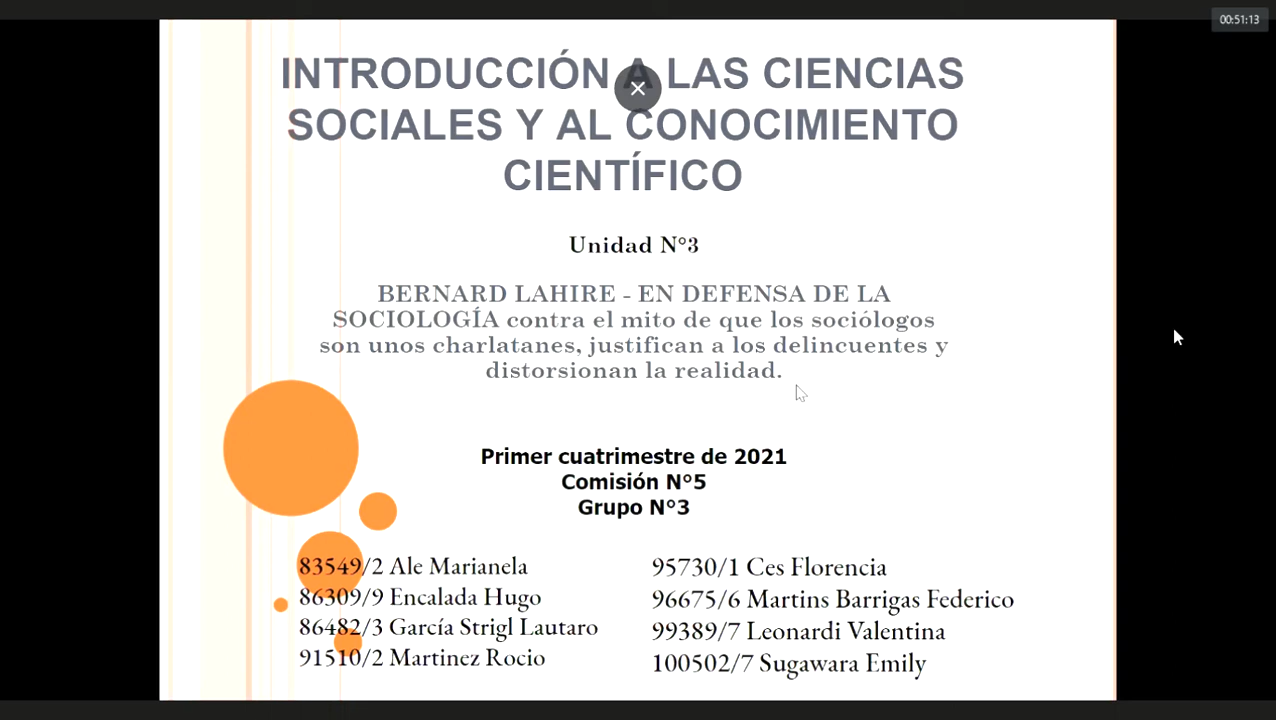 00:51:13
INTRODUCCIÓN A LAS CIENCIAS
SOCIALES Y AL CONOCIMIENTO
CIENTÍFICO
Unidad N°3
BERNARD LAHIRE - EN DEFENSA DE LA
SOCIOLOGÍA contra el mito de que los sociólogos
son unos charlatanes, justifican a los delincuentes y
distorsionan la realidad.
Primer cuatrimestre de 2021
Comisión N°5
Grupo N°3
83549/2 Ale Marianela
86309/9 Encalada Hugo
86482/3 García Strigl Lautaro
91510/2 Martinez Rocio
95730/1 Ces Florencia
96675/6 Martins Barrigas Federico
99389/7 Leonardi Valentina
100502/7 Sugawara Emily